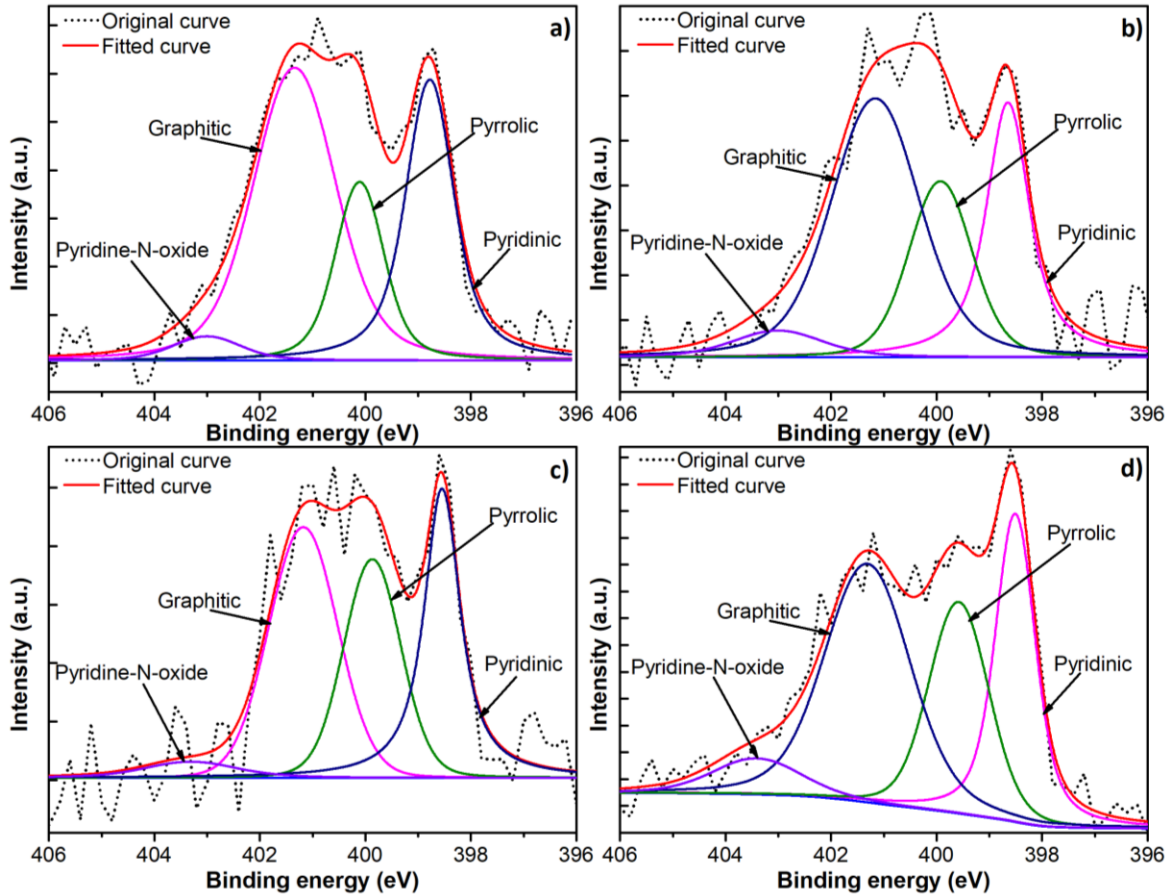 Original curve
Fitted curve
a)
Graphitic
Pyrrolic
Pyridine-N-oxide
Pyridinic
Intensity (a.u.)
406 404 402 400 398 396
Binding energy (eV)
Original curve
Fitted curve
b)
Graphitic
Pyrrolic
Pyridine-N-oxide
Pyridinic
Intensity (a.u.)
406 404 402 400 398 396
Binding energy (eV)
Original curve
Fitted curve
c)
Pyrrolic
Graphitic
Pyridine-N-oxide
Pyridinic
Intensity (a.u.)
406 404 402 400 398 396
Binding energy (eV)
Original curve
Fitted curve
d)
Pyrrolic
Graphitic
Pyridine-N-oxide
Pyridinic
Intensity (a.u.)
406 404 402 400 398 396
Binding energy (eV)